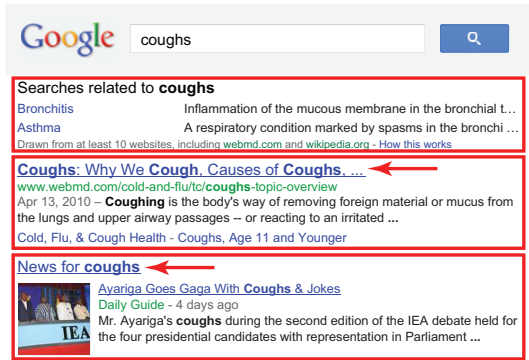 Google coughs
Searches related to coughs
Bronchitis Inflammation of the mucous membrane in the bronchial t...
Asthma A respiratory condition marked by spasms in the bronchi ...
Drawn from at least 10 websites, including webmd.com and wikipedia.org - How this works
Coughs: Why We Cough, Causes of Coughs, ...
www.webmd.com/cold-and-flu/tc/coughs-topic-overview
Apr 13, 2010 – Coughing is the body's way of removing foreign material or mucus from
the lungs and upper airway passages -- or reacting to an irritated ...
Cold, Flu, & Cough Health - Coughs, Age 11 and Younger
News for coughs
Ayariga Goes Gaga With Coughs & Jokes
Daily Guide - 4 days ago
Mr. Ayariga's coughs during the second edition of the IEA debate held for
the four presidential candidates with representation in Parliament ...
IEA